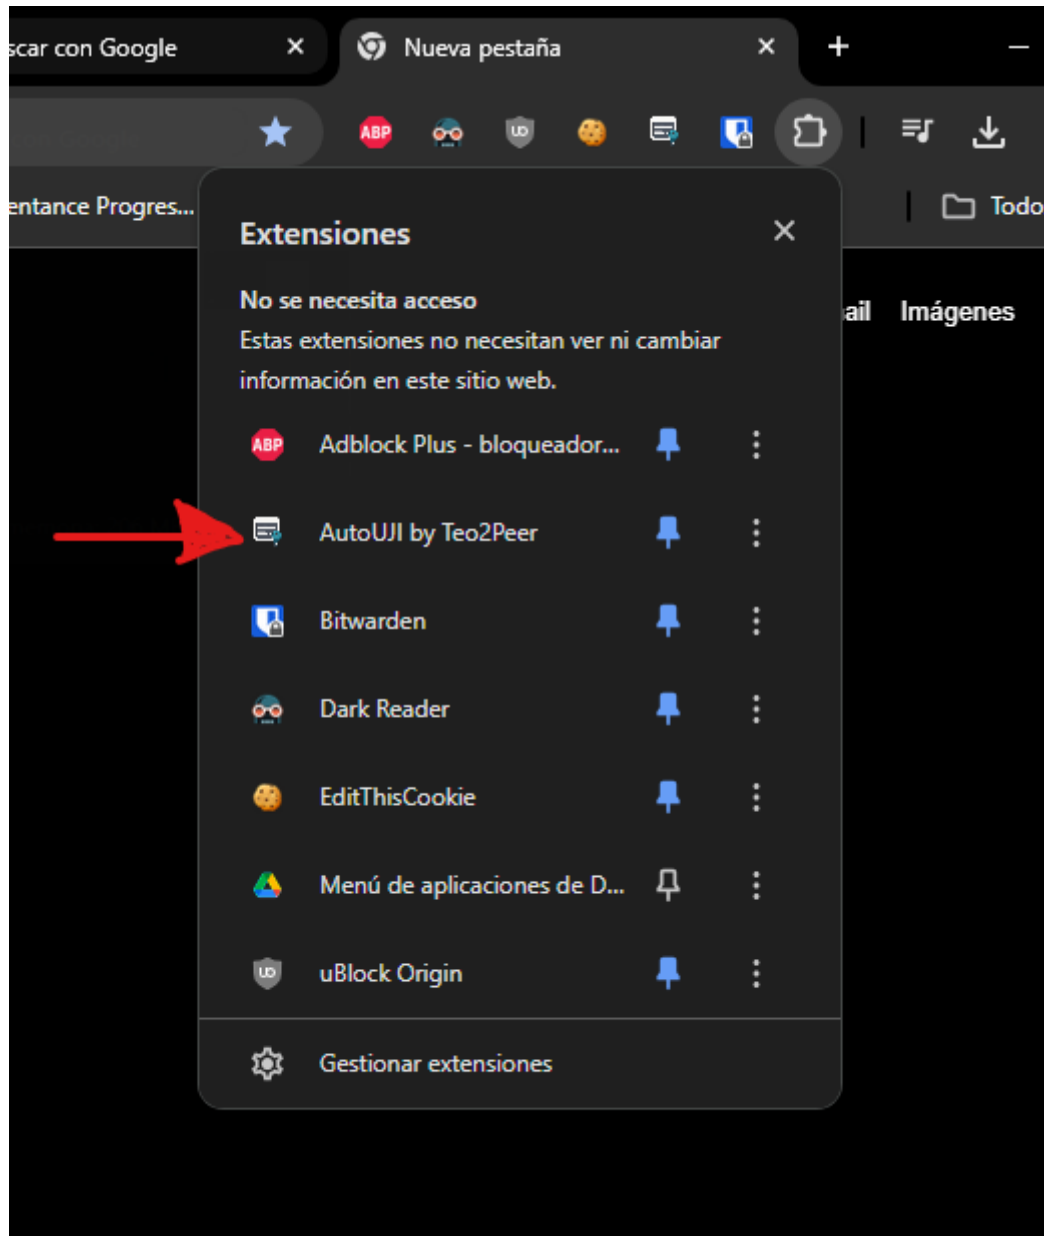 scar con Google
Nueva pestaña
ABP
entance Progres...
Todo
Extensiones
No se necesita acceso
Estas extensiones no necesitan ver ni cambiar
información en este sitio web.
ail
Imágenes
ABP
Adblock Plus - bloqueador...
AutoUJI by Teo2Peer
Bitwarden
Dark Reader
EditThisCookie
Menú de aplicaciones de D...
uBlock Origin
Gestionar extensiones